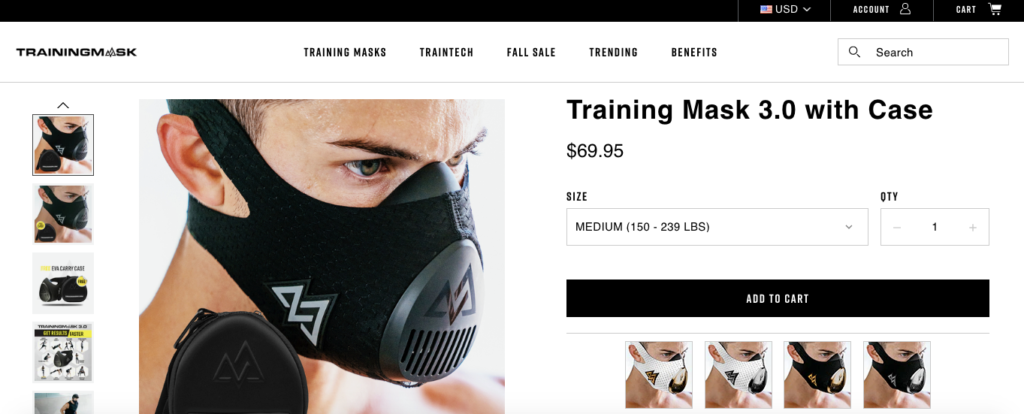 USD
ACCOUNT
CART
TRAININGMASK
TRAINING MASKS
TRAINTECH
FALL SALE
TRENDING
BENEFITS
Search
Training Mask 3.0 with Case
$69.95
SIZE
QTY
MEDIUM (150 - 239 LBS)
1
ADD TO CART
FREE EVA CARRY CASE
FREE
TRAININGMASK 3.0
GET RESULTS FASTER